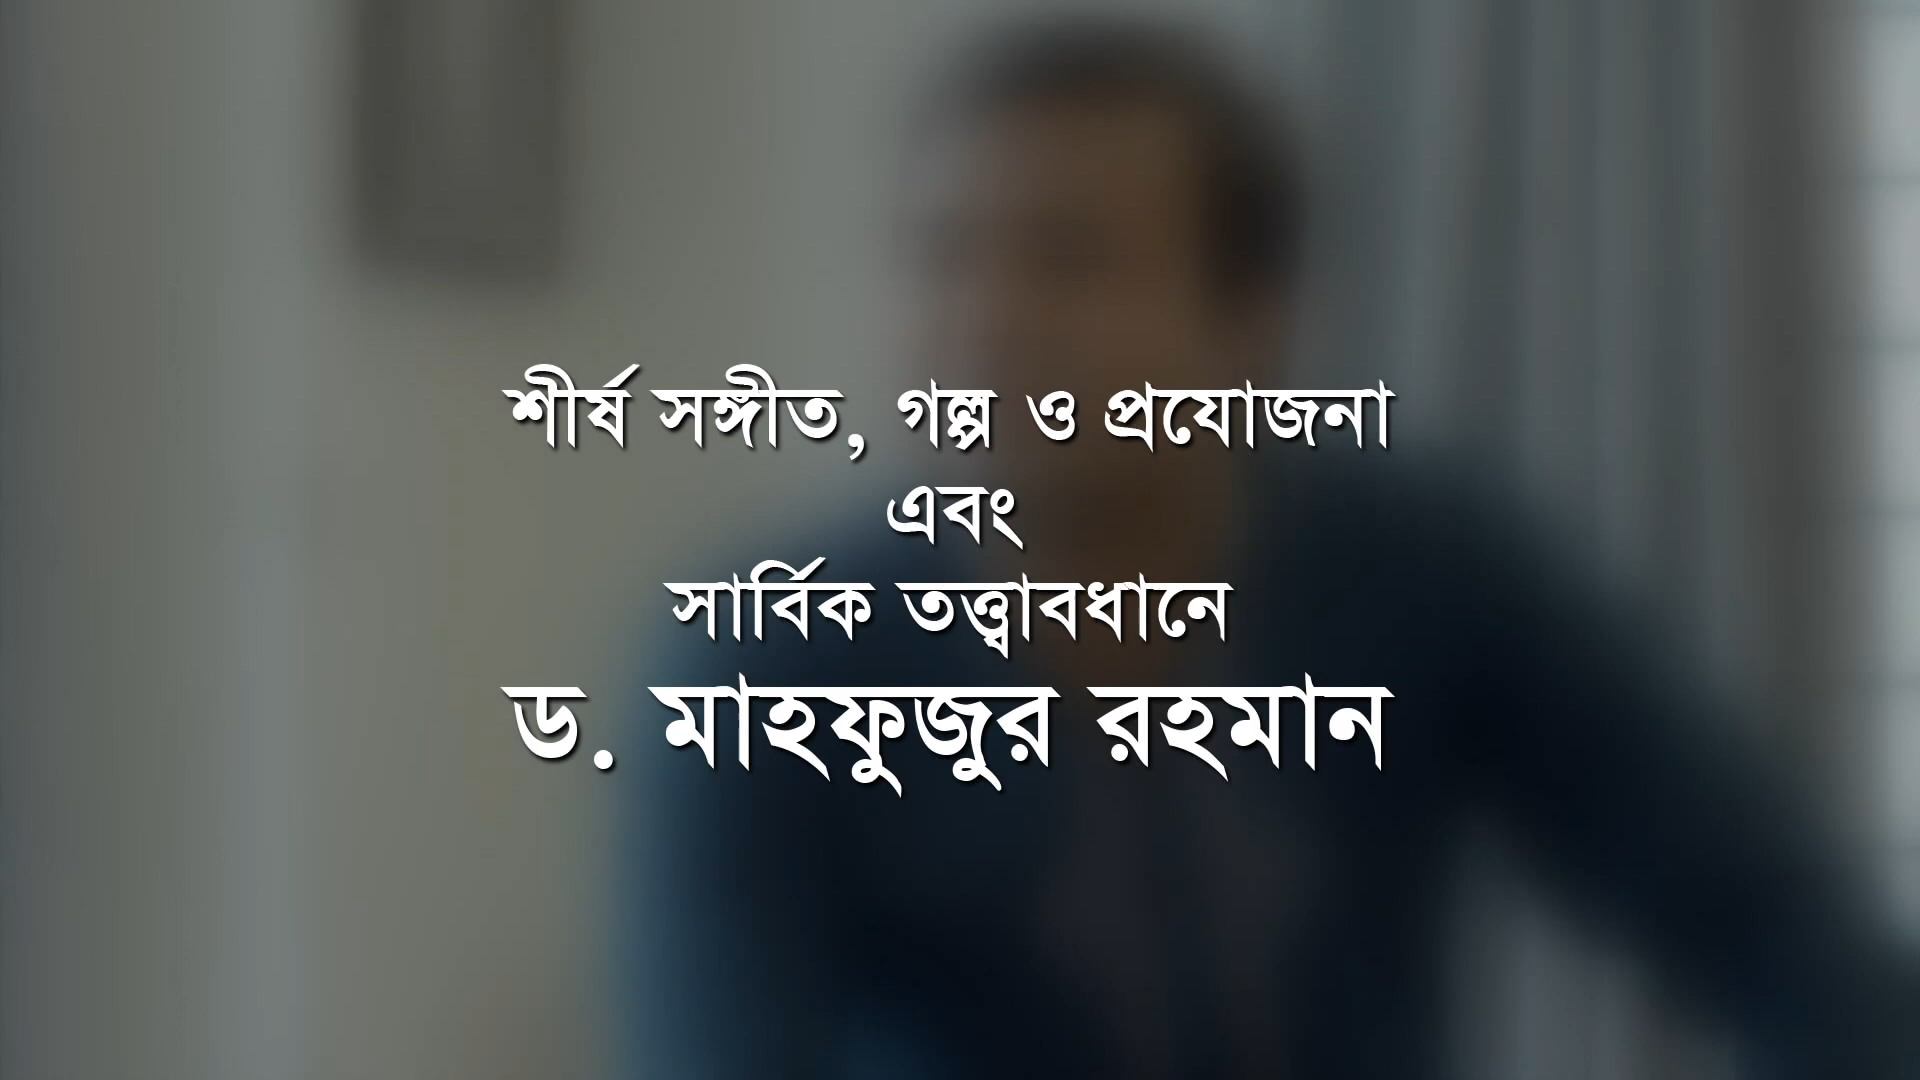 শীর্ষ সঙ্গীত, গল্প ও প্রযোজনা
এবং
সার্বিক তত্ত্বাবধানে
ড. মাহফুজুর রহমান